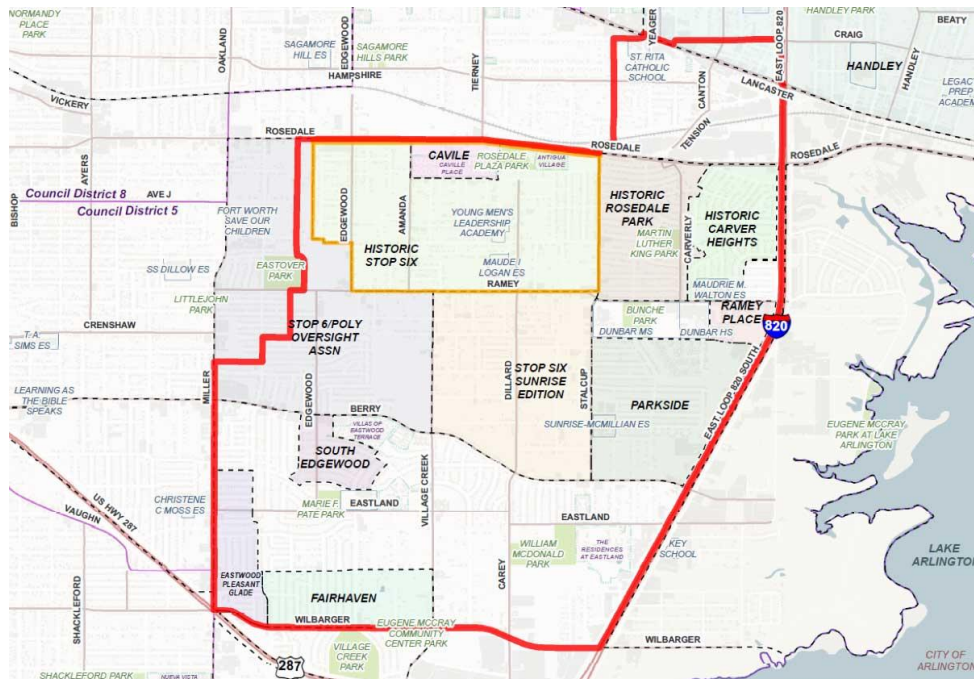 NORMANDY
PLACE
PARK
OAKLAND
EDGEWOOD
SAGAMORE
HILL ES
SAGAMORE
HILLS PARK
HAMPSHIRE
TIERNEY
YEAGER
ST. RITA
CATHOLIC
SCHOOL
CANTON
LANCASTER
EAST LOOP 820
HANDLEY PARK
CRAIG
BEATY
HANDLEY
HANDLEY
LEGAC
PREP
ACADEM
VICKERY
ROSEDALE
ROSEDALE
ROSEDALE
TENSION
AYERS
BISHOP
Council District 8
AVE J
Council District 5
CAVILE
CAVILLE
PLACE
ROSEDALE
PLAZA PARK
ANTIGUA
VILLAGE
FORT WORTH
SAVE OUR
CHILDREN
EDGEWOOD
AMANDA
HISTORIC
STOP SIX
YOUNG MEN'S
LEADERSHIP
ACADEMY
HISTORIC
ROSEDALE
PARK
MARTIN
LUTHER
KING PARK
CARVERLY
HISTORIC
CARVER
HEIGHTS
SS DILLOW ES
EASTOVER
PARK
MAUDE I
LOGAN ES
RAMEY
MAUDRIE M.
WALTON ES
LITTLEJOHN
PARK
BUNCHE
PARK
RAMEY
PLACE
CRENSHAW
T. A.
SIMS ES
STOP 6/POLY
OVERSIGHT
ASSN
DUNBAR MS
DUNBAR HS
820
MILLER
EDGEWOOD
STOP SIX
SUNRISE
EDITION
DILLARD
STALCUP
PARKSIDE
EAST LOOP 820 SOUTH
LEARNING AS
THE BIBLE
SPEAKS
BERRY
VILLAS OF
EASTWOOD
TERRACE
SUNRISE-MCMILLIAN ES
EUGENE MCCRAY
PARK AT LAKE
ARLINGTON
SOUTH
EDGEWOOD
VILLAGE CREEK
US HWY 287
VAUGHN
CHRISTENE
C MOSS ES
MARIE F.
PATE PARK
EASTLAND
EASTLAND
CAREY
WILLIAM
MCDONALD
PARK
THE
RESIDENCES
AT EASTLAND
KEY
SCHOOL
LAKE
ARLINGTON
EASTWOOD
PLEASANT
GLADE
FAIRHAVEN
SHACKLEFORD
WILBARGER
EUGENE MCCRAY
COMMUNITY
CENTER PARK
WILBARGER
VILLAGE
CREEK
PARK
287
CITY OF
ARLINGTON
SHACKLEFORD PARK
NUEVA VISTA